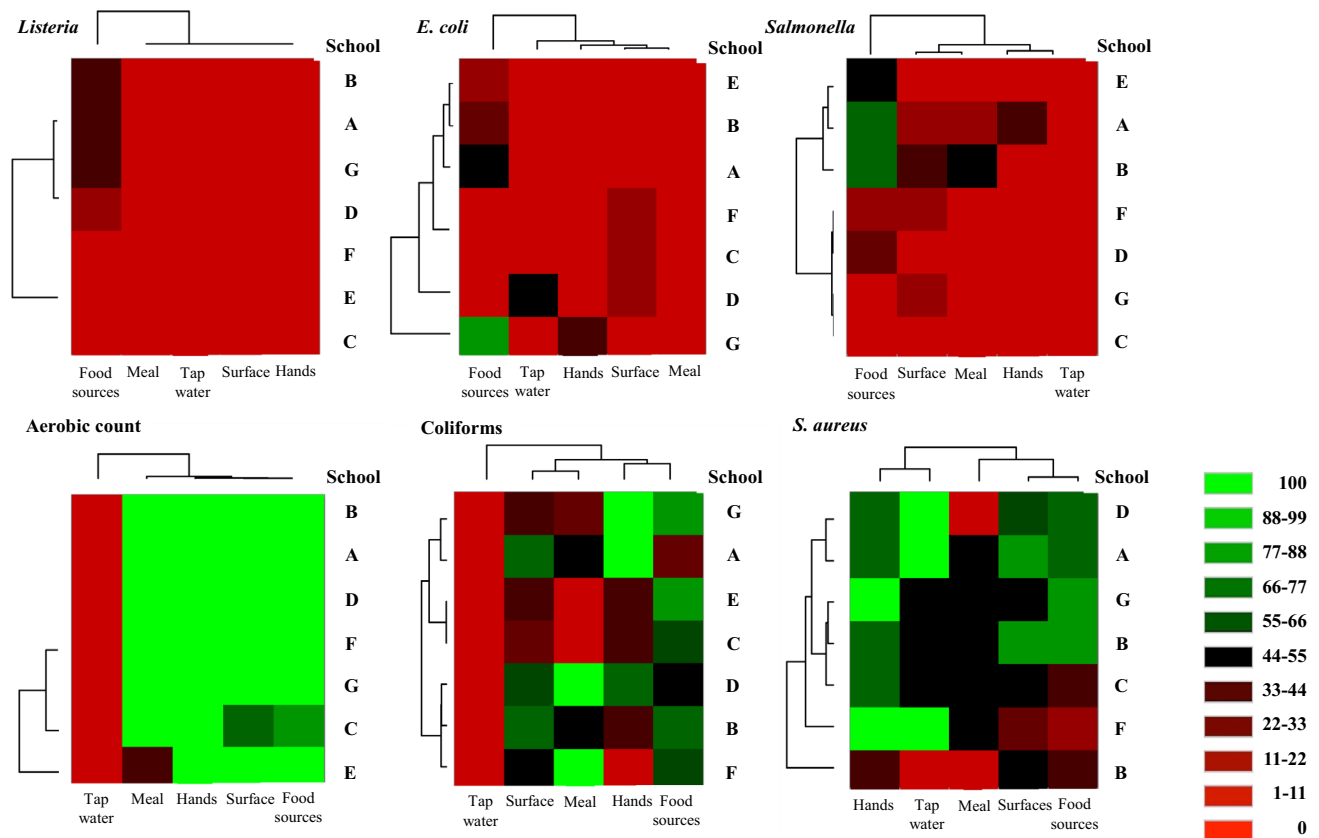 Listeria
School
B
A
G
D
F
E
C
Food sources
Meal
Tap water
Surface
Hands
E. coli
E
B
A
F
C
D
G
Food sources
Tap water
Hands
Surface
Meal
Salmonella
School
E
A
B
F
D
G
C
Food sources
Surface
Meal
Hands
Tap water
Aerobic count
School
B
A
D
F
G
C
E
Tap water
Meal
Hands
Surface
Food sources
Coliforms
School
G
A
E
C
D
B
F
Tap water
Surface
Meal
Hands
Food sources
S. aureus
School
D
A
G
B
C
F
B
Hands
Tap water
Meal
Surfaces
Food sources
100
88-99
77-88
66-77
55-66
44-55
33-44
22-33
11-22
1-11
0